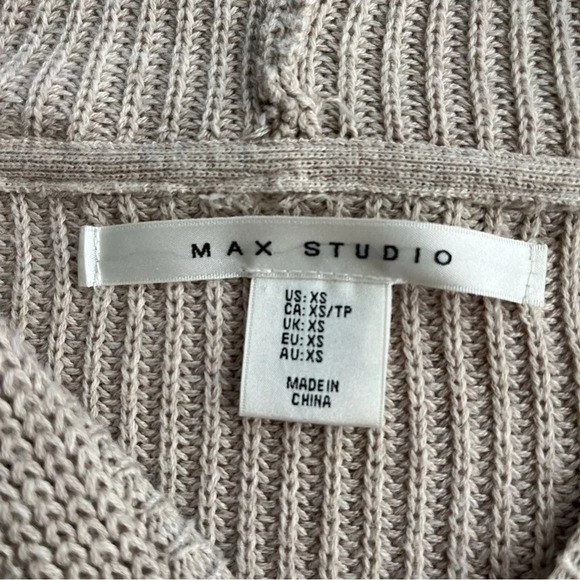 MAX STUDIO
US: XS
CA: XS/TP
UK: XS
EU: XS
AU: XS
MADE IN
CHINA